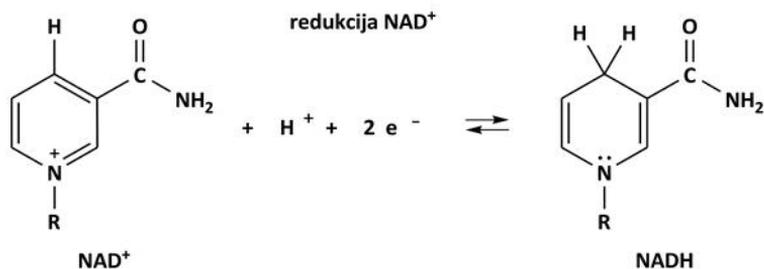 redukcija NAD⁺
H
O
C
NH₂
N
+
R
NAD⁺
+ H⁺ + 2 e⁻
H H
O
C
NH₂
N
R
NADH